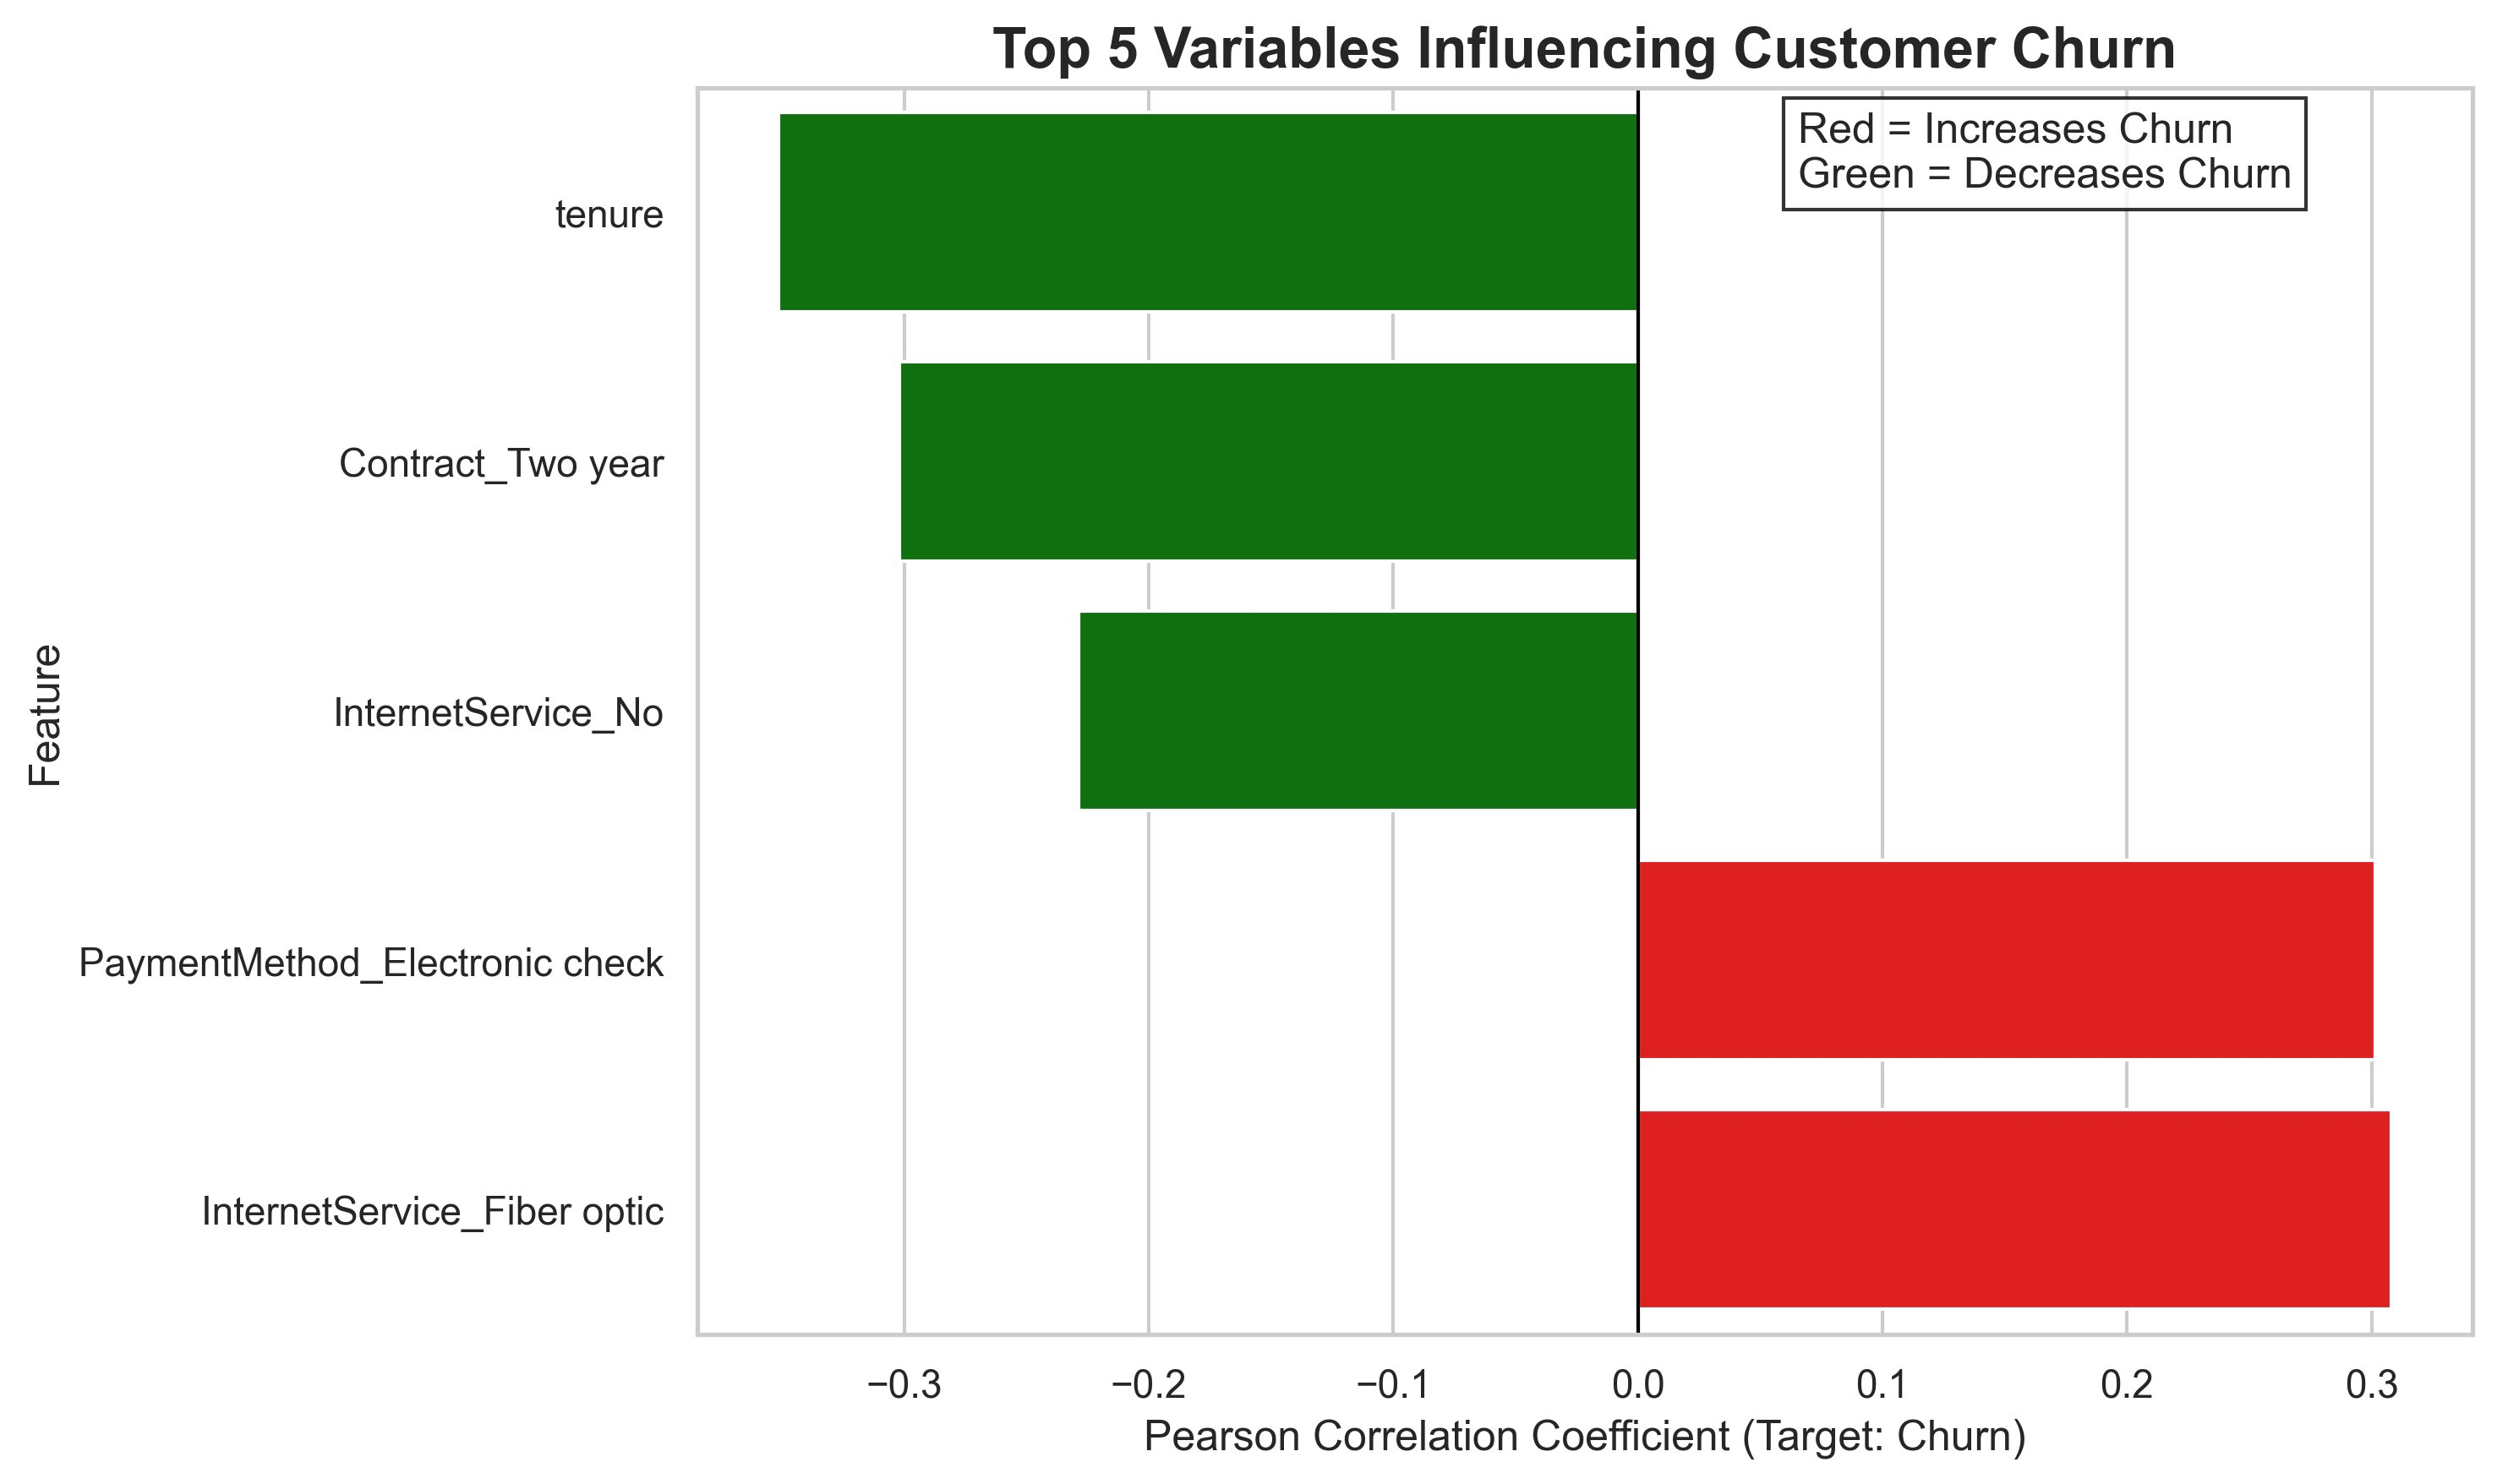 Top 5 Variables Influencing Customer Churn
Red = Increases Churn
Green = Decreases Churn
tenure
Contract_Two year
InternetService_No
PaymentMethod_Electronic check
InternetService_Fiber optic
Feature
−0.3 −0.2 −0.1 0.0 0.1 0.2 0.3
Pearson Correlation Coefficient (Target: Churn)